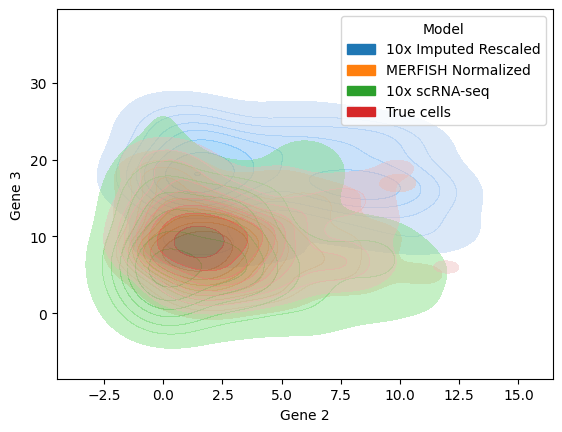 Model
10x Imputed Rescaled
MERFISH Normalized
10x scRNA-seq
True cells
Gene 3
30
20
10
0
−2.5 0.0 2.5 5.0 7.5 10.0 12.5 15.0
Gene 2